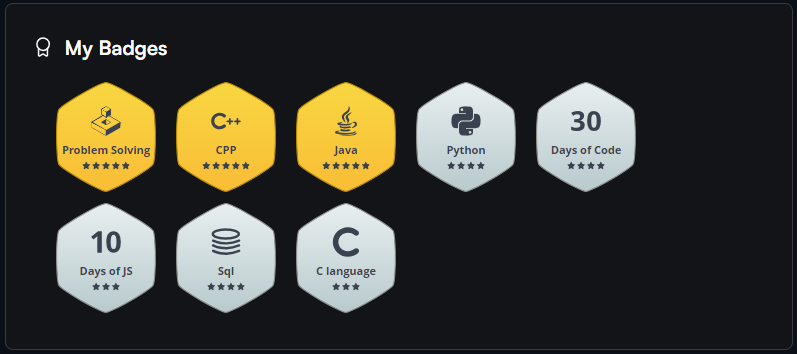 My Badges
Problem Solving
C++
CPP
Java
Python
30
Days of Code
10
Days of JS
Sql
C
C language